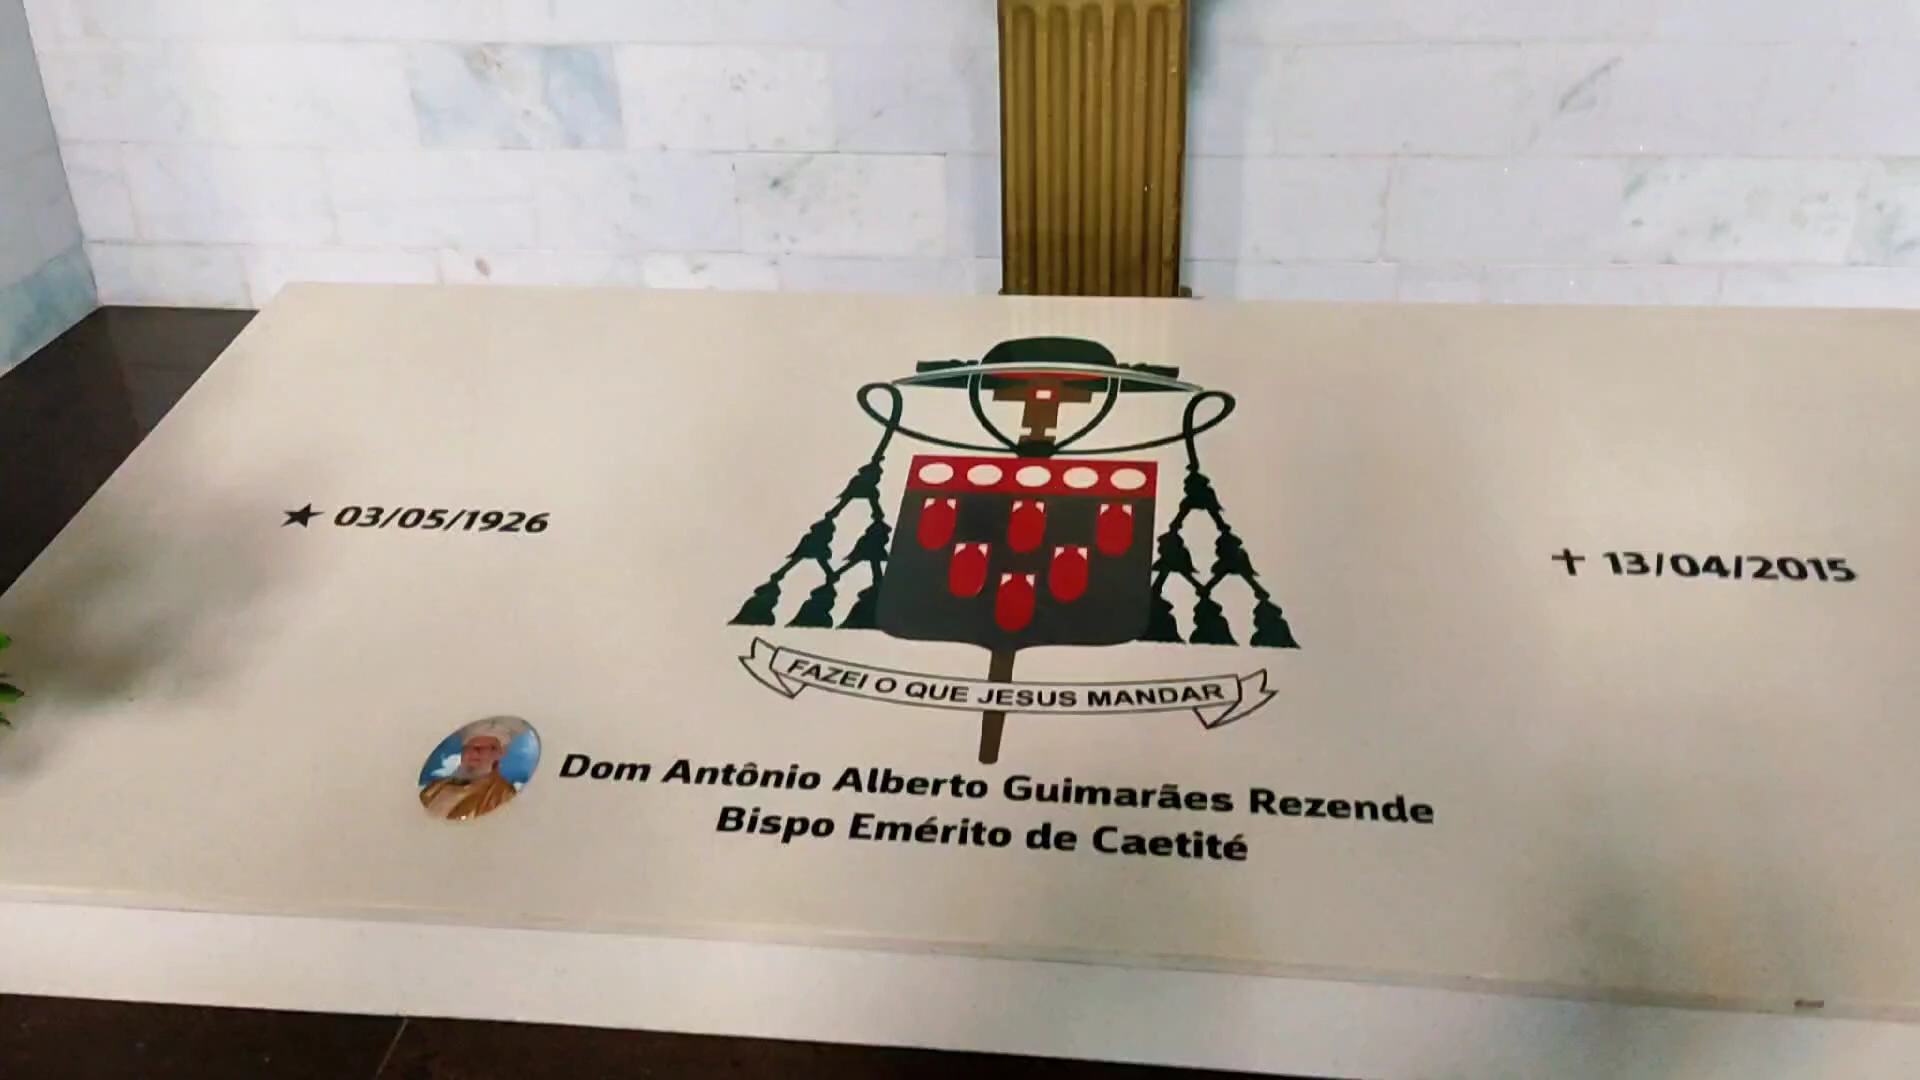 ★ 03/05/1926
✝ 13/04/2015
FAZEI O QUE JESUS MANDAR
Dom Antônio Alberto Guimarães Rezende
Bispo Emérito de Caetité